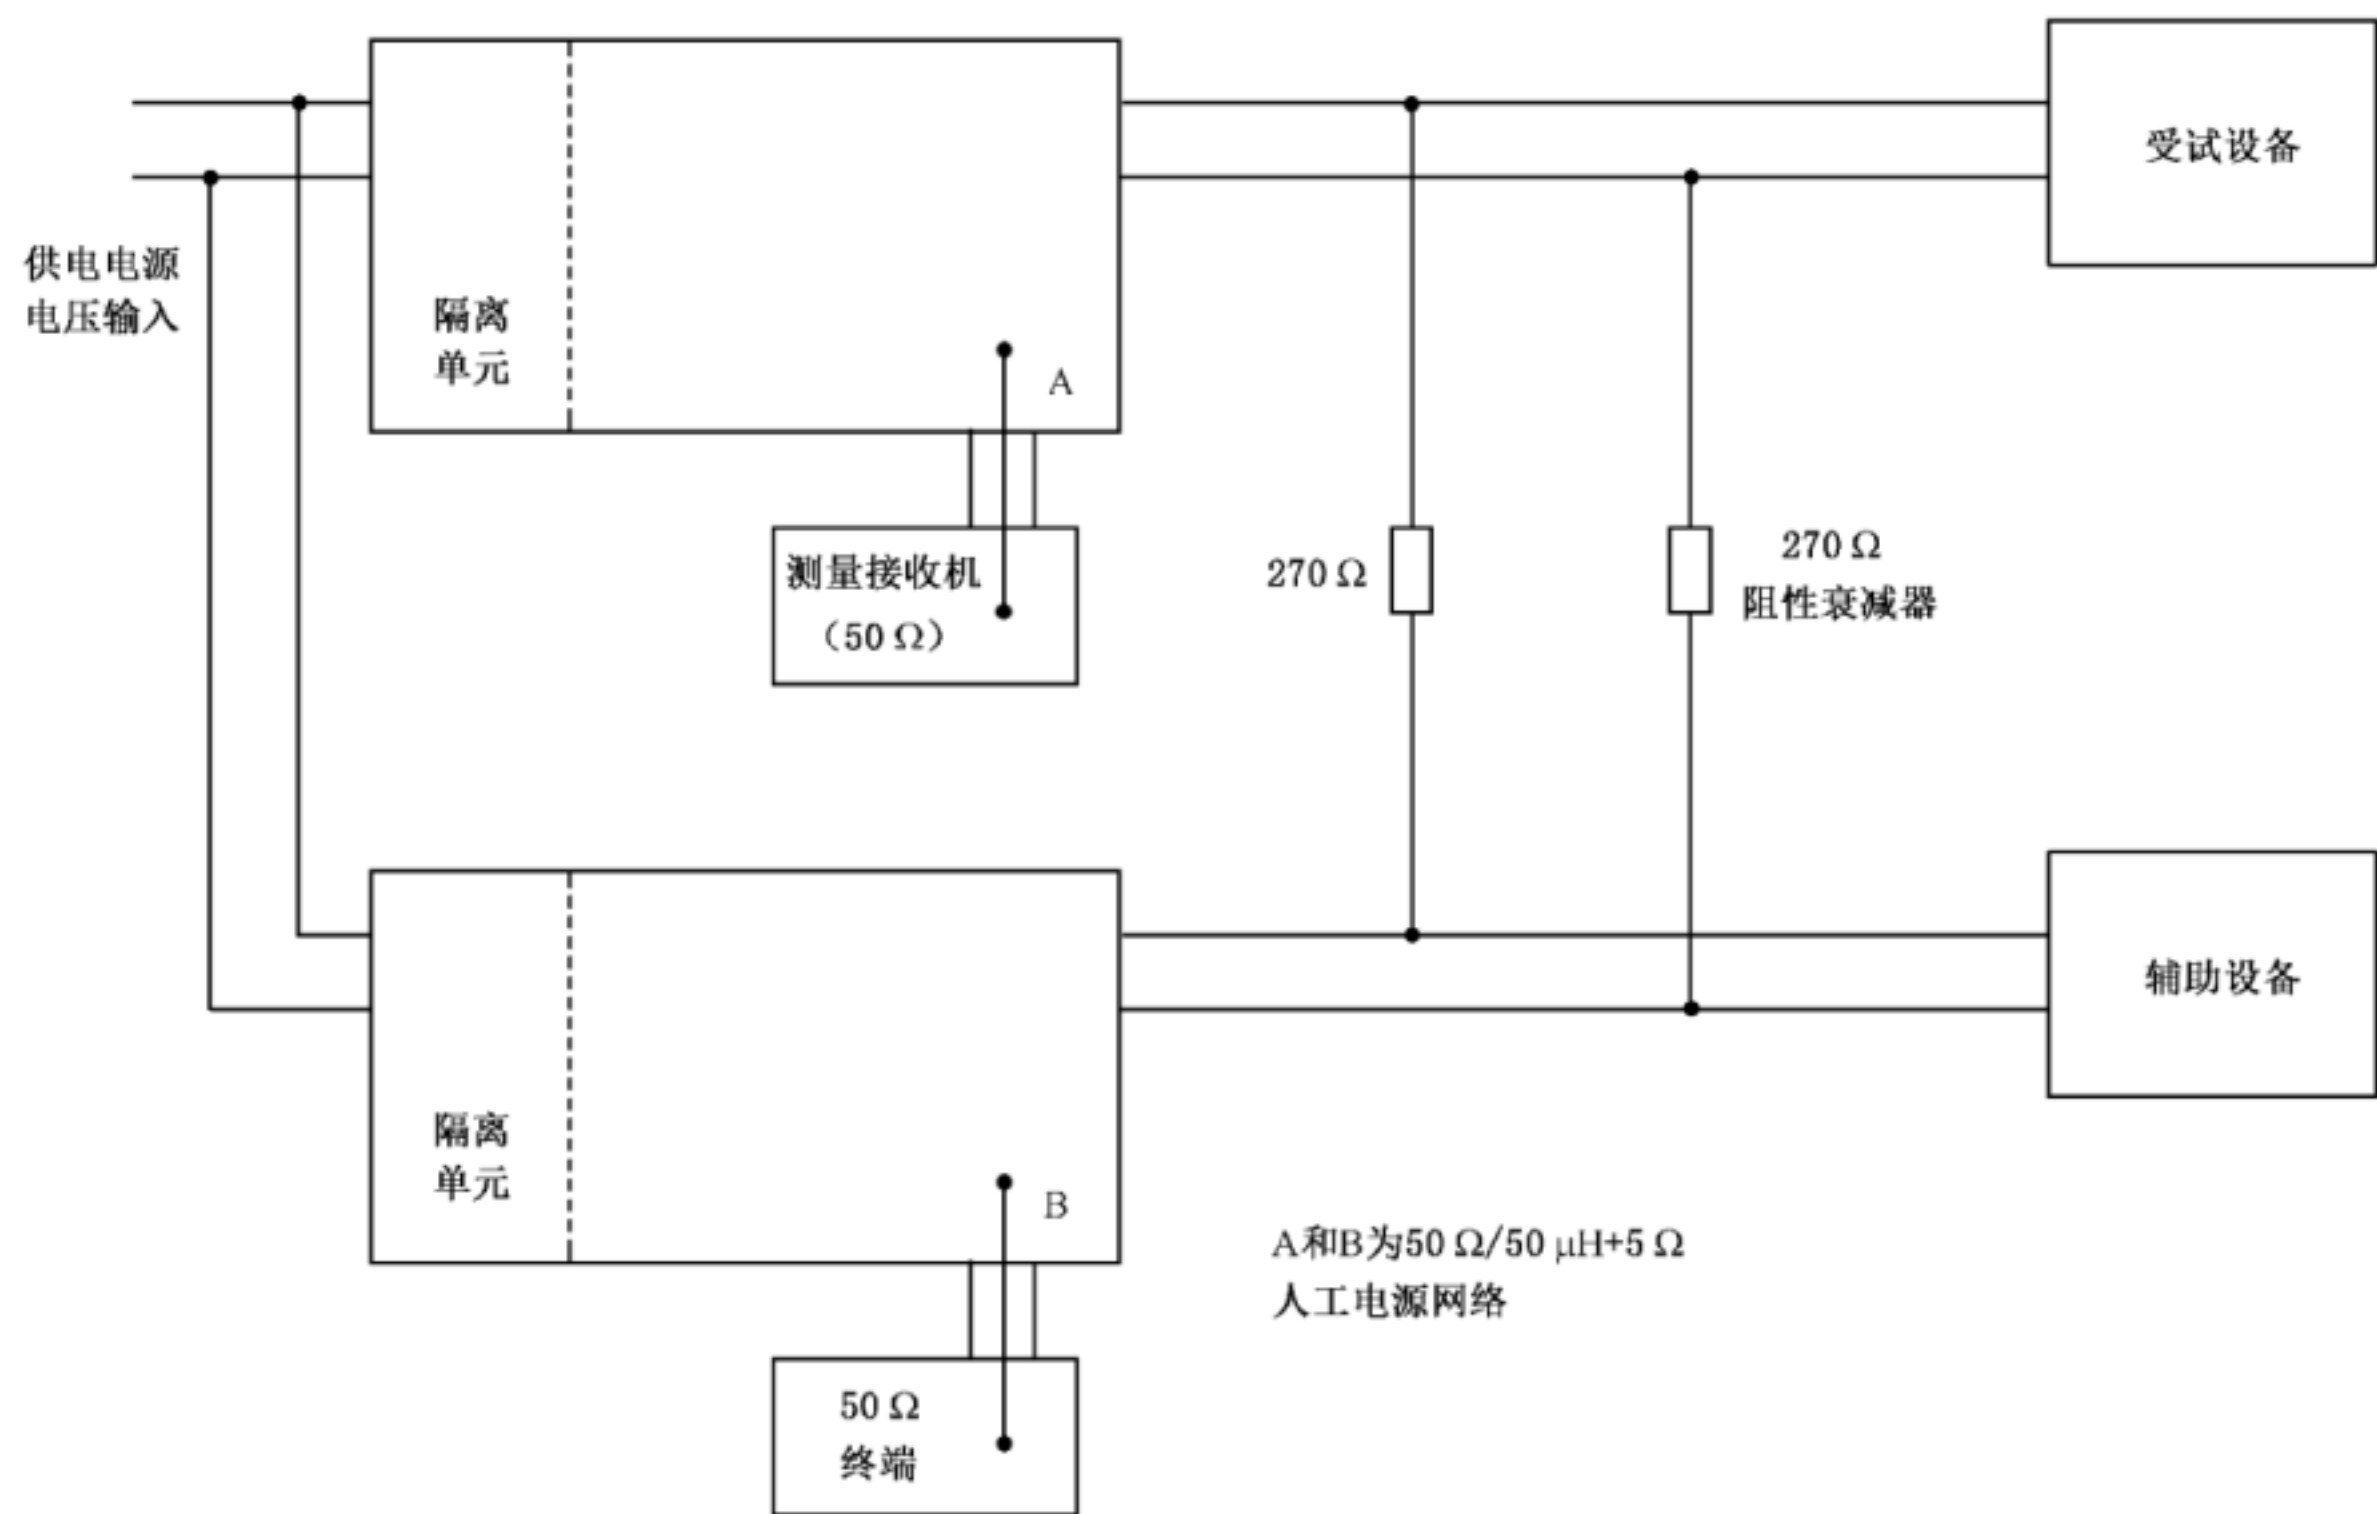 受试设备
供电电源
电压输入
隔离
单元
A
测量接收机
（50 Ω）
270 Ω
270 Ω
阻性衰减器
辅助设备
隔离
单元
B
A和B为50 Ω/50 μH+5 Ω
人工电源网络
50 Ω
终端